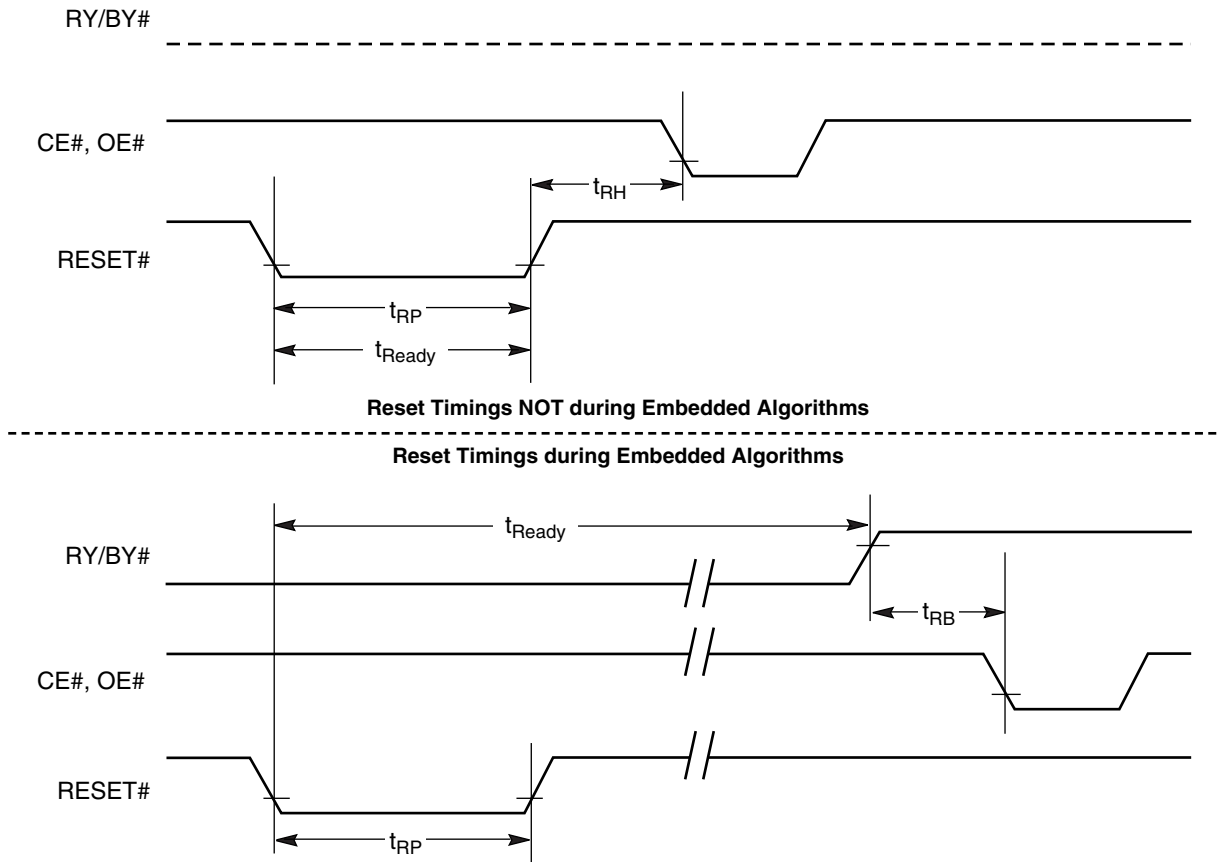 RY/BY#
CE#, OE#
tRH
RESET#
tRP
tReady
Reset Timings NOT during Embedded Algorithms
Reset Timings during Embedded Algorithms
tReady
RY/BY#
tRB
CE#, OE#
RESET#
tRP